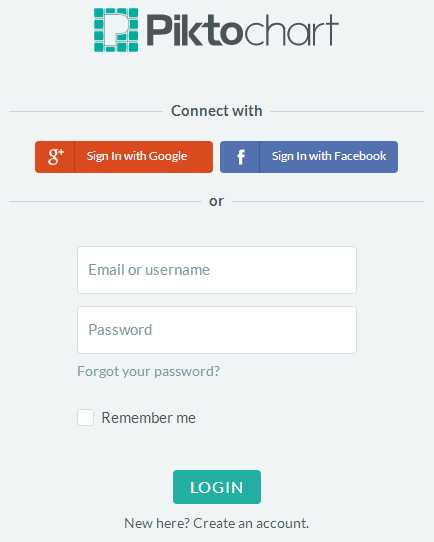 Piktochart
Connect with
g+ Sign In with Google
f Sign In with Facebook
or
Email or username
Password
Forgot your password?
Remember me
LOGIN
New here? Create an account.